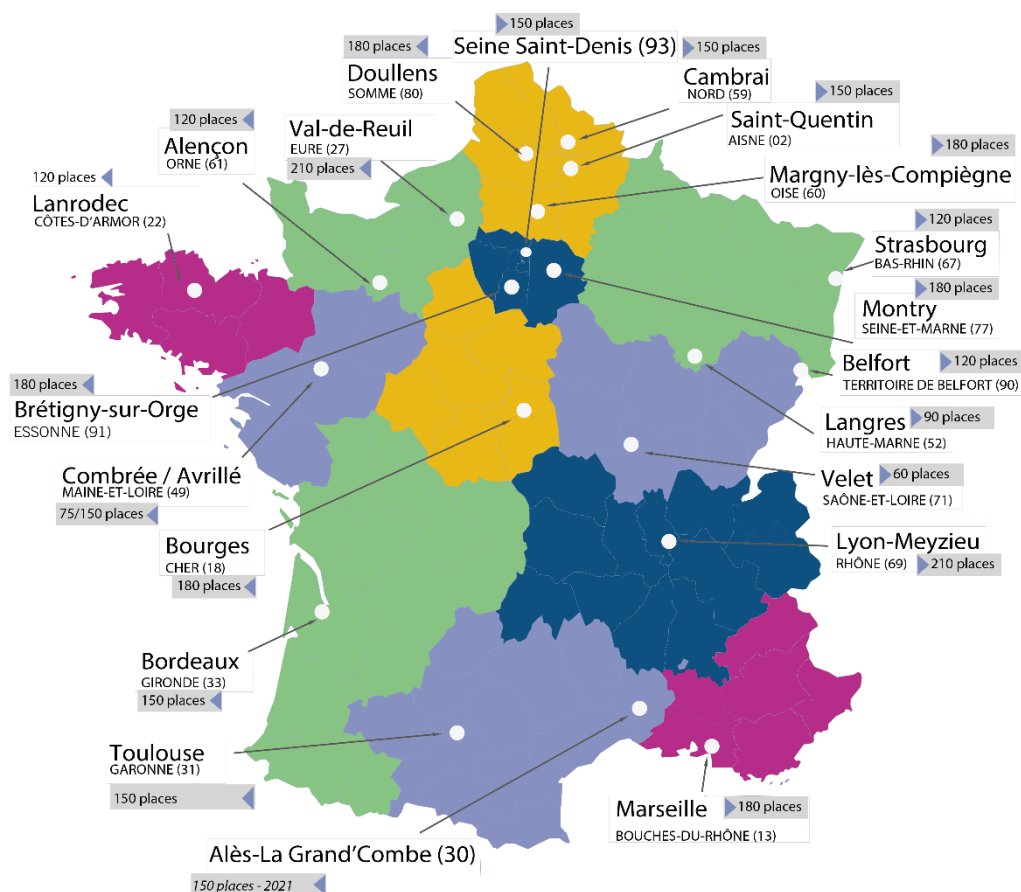 150 places
Seine Saint-Denis (93)
180 places
Doullens
SOMME (80)
150 places
Cambrai
NORD (59)
150 places
Saint-Quentin
AISNE (02)
120 places
Alençon
ORNE (61)
Val-de-Reuil
EURE (27)
210 places
180 places
Margny-lès-Compiègne
OISE (60)
120 places
Lanrodec
CÔTES-D'ARMOR (22)
120 places
Strasbourg
BAS-RHIN (67)
180 places
Montry
SEINE-ET-MARNE (77)
Belfort
120 places
TERRITOIRE DE BELFORT (90)
180 places
Brétigny-sur-Orge
ESSONNE (91)
Langres
90 places
HAUTE-MARNE (52)
Combrée / Avrillé
MAINE-ET-LOIRE (49)
75/150 places
Velet
60 places
SAÔNE-ET-LOIRE (71)
Bourges
CHER (18)
180 places
Lyon-Meyzieu
RHÔNE (69)
210 places
Bordeaux
GIRONDE (33)
150 places
Toulouse
GARONNE (31)
150 places
Marseille
180 places
BOUCHES-DU-RHÔNE (13)
Alès-La Grand'Combe (30)
150 places - 2021